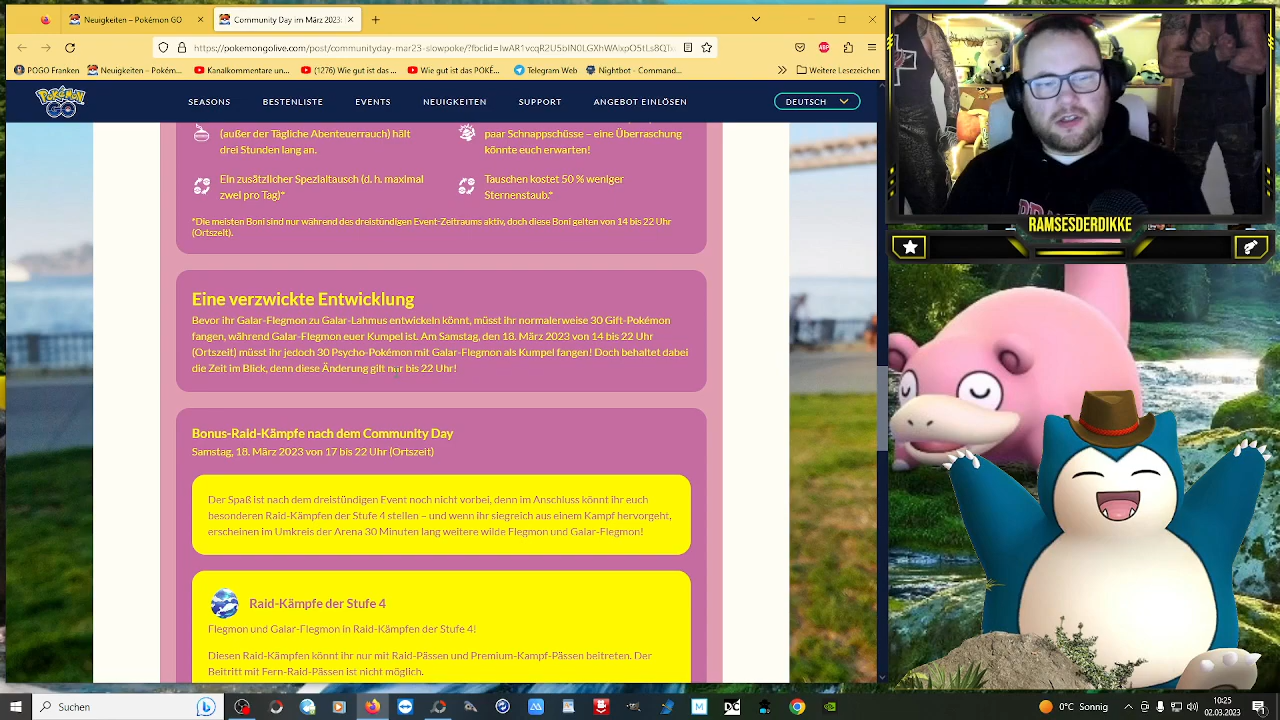 Neuigkeiten – Pokémon GO
Community Day im März 2023:
https://pokemongolive.com/post/communityday-mar23-slowpoke/?fbclid=IwAR1vcqR2U5bIN0LGXhWAixpO5tLs8QT
POGO Franken
Neuigkeiten – Pokém...
Kanalkommentare un...
(1276) Wie gut ist das ...
Wie gut ist das POKÉ...
Telegram Web
Nightbot - Comman...
Weitere Lesezeichen
Pokémon GO
SEASONS
BESTENLISTE
EVENTS
NEUIGKEITEN
SUPPORT
ANGEBOT EINLÖSEN
DEUTSCH
(außer der Tägliche Abenteuerrauch) hält
drei Stunden lang an.
paar Schnappschüsse – eine Überraschung
könnte euch erwarten!
Ein zusätzlicher Spezialtausch (d. h. maximal
zwei pro Tag)*
Tauschen kostet 50 % weniger
Sternenstaub.*
*Die meisten Boni sind nur während des dreistündigen Event-Zeitraums aktiv, doch diese Boni gelten von 14 bis 22 Uhr
(Ortszeit).
Eine verzwickte Entwicklung
Bevor ihr Galar-Flegmon zu Galar-Lahmus entwickeln könnt, müsst ihr normalerweise 30 Gift-Pokémon
fangen, während Galar-Flegmon euer Kumpel ist. Am Samstag, den 18. März 2023 von 14 bis 22 Uhr
(Ortszeit) müsst ihr jedoch 30 Psycho-Pokémon mit Galar-Flegmon als Kumpel fangen! Doch behaltet dabei
die Zeit im Blick, denn diese Änderung gilt nur bis 22 Uhr!
Bonus-Raid-Kämpfe nach dem Community Day
Samstag, 18. März 2023 von 17 bis 22 Uhr (Ortszeit)
Der Spaß ist nach dem dreistündigen Event noch nicht vorbei, denn im Anschluss könnt ihr euch
besonderen Raid-Kämpfen der Stufe 4 stellen – und wenn ihr siegreich aus einem Kampf hervorgeht,
erscheinen im Umkreis der Arena 30 Minuten lang weitere wilde Flegmon und Galar-Flegmon!
Raid-Kämpfe der Stufe 4
Flegmon und Galar-Flegmon in Raid-Kämpfen der Stufe 4!
Diesen Raid-Kämpfen könnt ihr nur mit Raid-Pässen und Premium-Kampf-Pässen beitreten. Der
Beitritt mit Fern-Raid-Pässen ist nicht möglich.
RAMSESDERDIKKE
Suchen
0°C Sonnig
10:25
02.03.2023